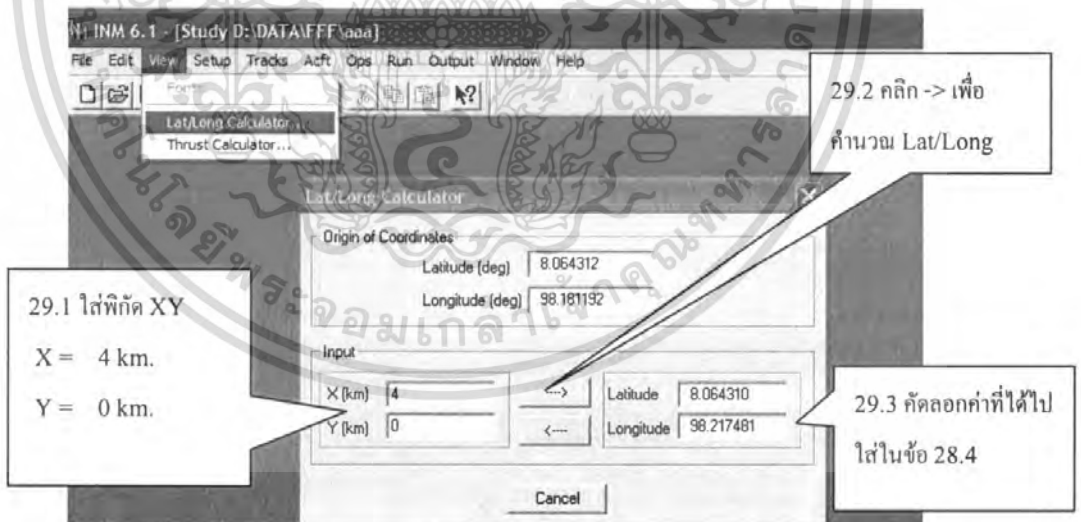 INM 6.1 - [Study D:\DATA\FFF\aaa]
File Edit View Setup Tracks Acft Ops Run Output Window Help
Fonts...
Lat/Long Calculator...
Thrust Calculator...
29.2 คลิก -> เพื่อ
คำนวณ Lat/Long
Lat/Long Calculator
Origin of Coordinates
Latitude (deg) 8.064312
Longitude (deg) 98.181192
29.1 ใส่พิกัด XY
X = 4 km.
Y = 0 km.
Input
X (km) 4
Y (km) 0
---->
<----
Latitude 8.064310
Longitude 98.217481
29.3 คัดลอกค่าที่ได้ไป
ใส่ในข้อ 28.4
Cancel